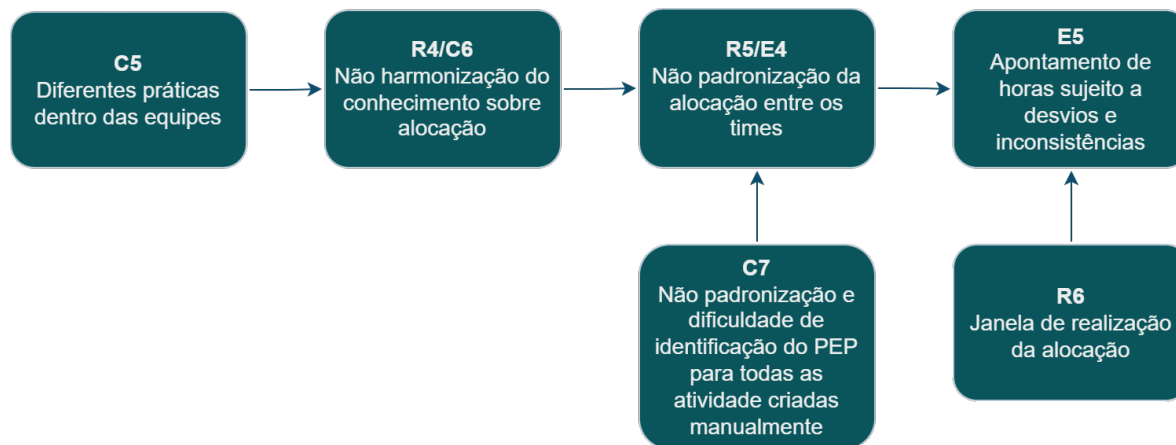 C5
Diferentes práticas
dentro das equipes
R4/C6
Não harmonização do
conhecimento sobre
alocação
R5/E4
Não padronização da
alocação entre os
times
E5
Apontamento de
horas sujeito a
desvios e
inconsistências
C7
Não padronização e
dificuldade de
identificação do PEP
para todas as
atividade criadas
manualmente
R6
Janela de realização
da alocação